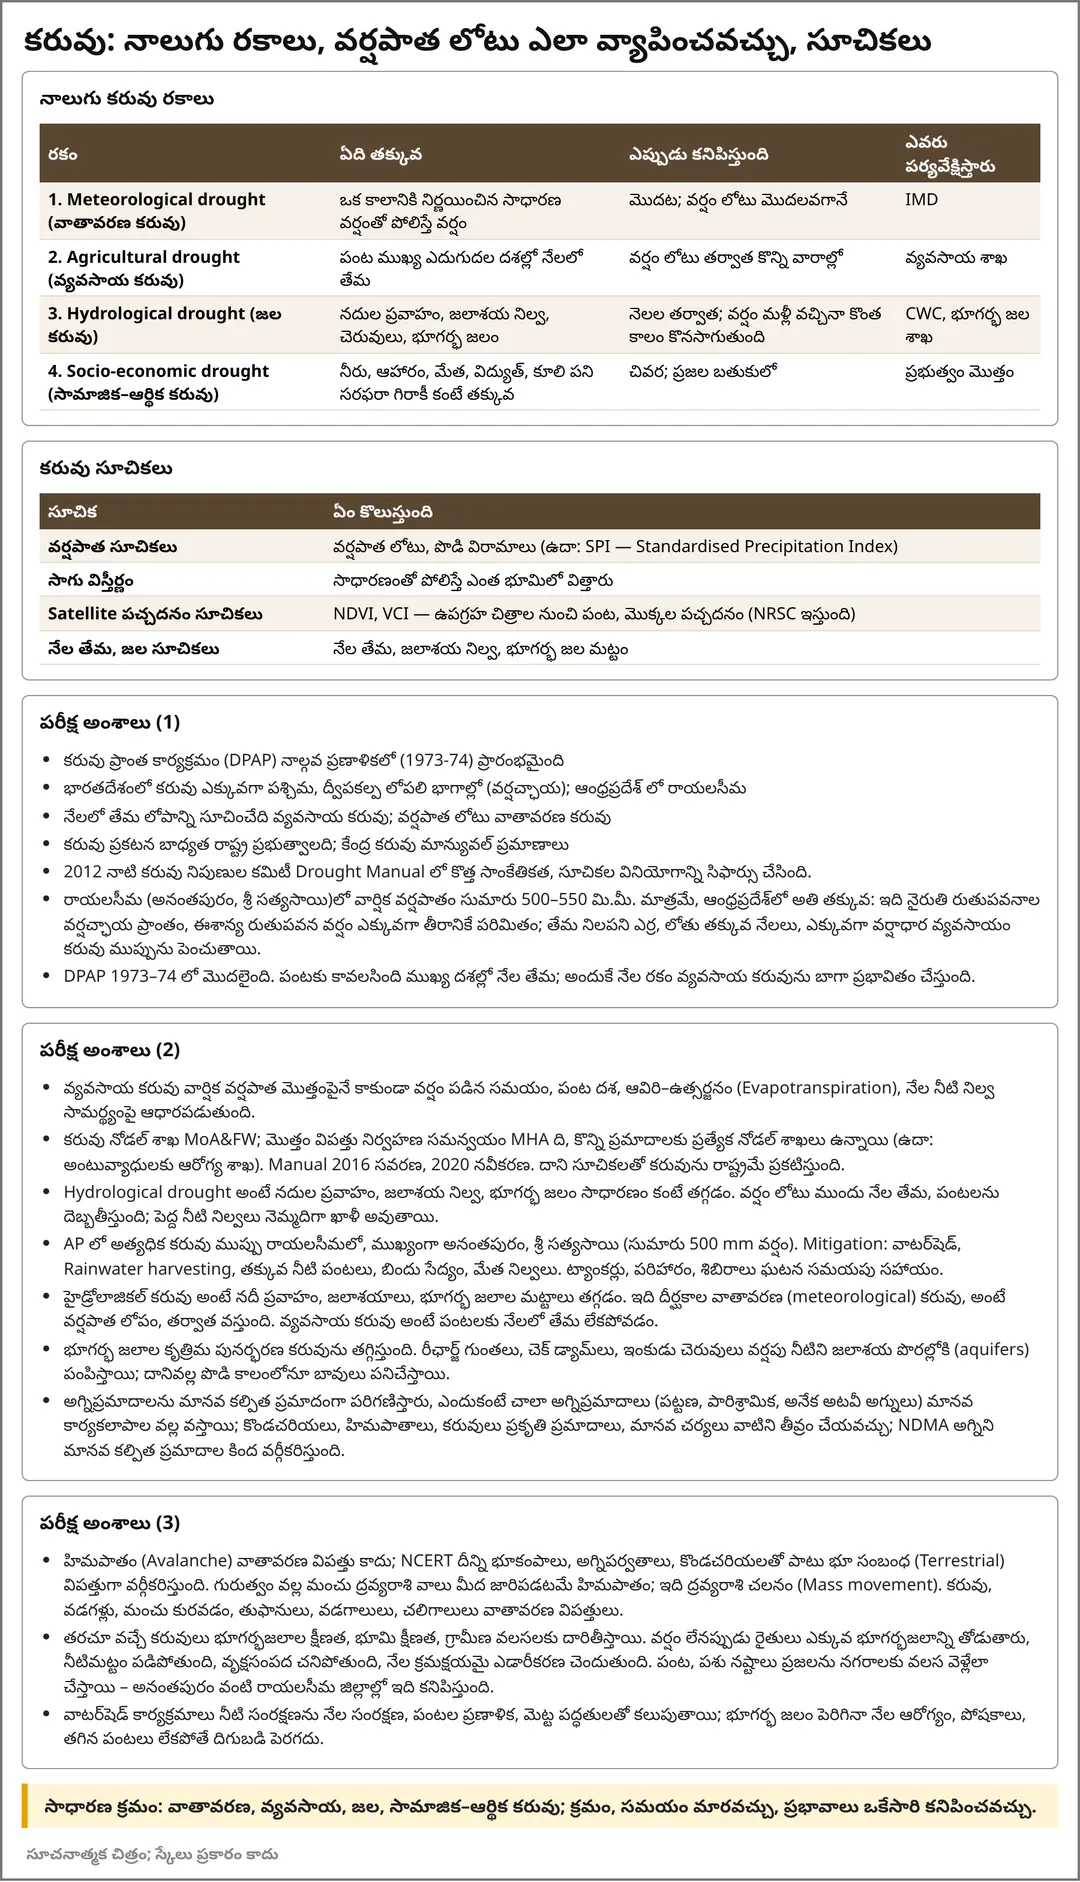 కరువు: నాలుగు రకాలు, వర్షపాత లోటు ఎలా వ్యాపించవచ్చు, సూచికలు
నాలుగు కరువు రకాలు
రకం ఏది తక్కువ ఎప్పుడు కనిపిస్తుంది ఎవరు పర్యవేక్షిస్తారు
1. Meteorological drought (వాతావరణ కరువు) ఒక కాలానికి నిర్ణయించిన సాధారణ వర్షంతో పోలిస్తే వర్షం మొదట; వర్షం లోటు మొదలవగానే IMD
2. Agricultural drought (వ్యవసాయ కరువు) పంట ముఖ్య ఎదుగుదల దశల్లో నేలలో తేమ వర్షం లోటు తర్వాత కొన్ని వారాల్లో వ్యవసాయ శాఖ
3. Hydrological drought (జల కరువు) నదుల ప్రవాహం, జలాశయ నిల్వ, చెరువులు, భూగర్భ జలం నెలల తర్వాత; వర్షం మళ్లీ వచ్చినా కొంత కాలం కొనసాగుతుంది CWC, భూగర్భ జల శాఖ
4. Socio-economic drought (సామాజిక–ఆర్థిక కరువు) నీరు, ఆహారం, మేత, విద్యుత్, కూలి పని సరఫరా గిరాకీ కంటే తక్కువ చివర; ప్రజల బతుకులో ప్రభుత్వం మొత్తం
కరువు సూచికలు
సూచిక ఏం కొలుస్తుంది
వర్షపాత సూచికలు వర్షపాత లోటు, పొడి విరామాలు (ఉదా: SPI — Standardised Precipitation Index)
సాగు విస్తీర్ణం సాధారణంతో పోలిస్తే ఎంత భూమిలో విత్తారు
Satellite పచ్చదనం సూచికలు NDVI, VCI — ఉపగ్రహ చిత్రాల నుంచి పంట, మొక్కల పచ్చదనం (NRSC ఇస్తుంది)
నేల తేమ, జల సూచికలు నేల తేమ, జలాశయ నిల్వ, భూగర్భ జల మట్టం
పరీక్ష అంశాలు (1)
• కరువు ప్రాంత కార్యక్రమం (DPAP) నాల్గవ ప్రణాళికలో (1973-74) ప్రారంభమైంది
• భారతదేశంలో కరువు ఎక్కువగా పశ్చిమ, ద్వీపకల్ప లోపలి భాగాల్లో (వర్షచ్ఛాయ); ఆంధ్రప్రదేశ్ లో రాయలసీమ
• నేలలో తేమ లోపాన్ని సూచించేది వ్యవసాయ కరువు; వర్షపాత లోటు వాతావరణ కరువు
• కరువు ప్రకటన బాధ్యత రాష్ట్ర ప్రభుత్వాలది; కేంద్ర కరువు మాన్యువల్ ప్రమాణాలు
• 2012 నాటి కరువు నిపుణుల కమిటీ Drought Manual లో కొత్త సాంకేతికత, సూచికల వినియోగాన్ని సిఫార్సు చేసింది.
• రాయలసీమ (అనంతపురం, శ్రీ సత్యసాయి)లో వార్షిక వర్షపాతం సుమారు 500–550 మి.మీ. మాత్రమే, ఆంధ్రప్రదేశ్‌లో అతి తక్కువ: ఇది నైరుతి రుతుపవనాల
వర్షచ్ఛాయ ప్రాంతం, ఈశాన్య రుతుపవన వర్షం ఎక్కువగా తీరానికే పరిమితం; తేమ నిలపని ఎర్ర, లోతు తక్కువ నేలలు, ఎక్కువగా వర్షాధార వ్యవసాయం
కరువు ముప్పును పెంచుతాయి.
• DPAP 1973–74 లో మొదలైంది. పంటకు కావలసింది ముఖ్య దశల్లో నేల తేమ; అందుకే నేల రకం వ్యవసాయ కరువును బాగా ప్రభావితం చేస్తుంది.
పరీక్ష అంశాలు (2)
• వ్యవసాయ కరువు వార్షిక వర్షపాత మొత్తంపైనే కాకుండా వర్షం పడిన సమయం, పంట దశ, ఆవిరి–ఉత్సర్జనం (Evapotranspiration), నేల నీటి నిల్వ
సామర్థ్యంపై ఆధారపడుతుంది.
• కరువు నోడల్ శాఖ MoA&FW; మొత్తం విపత్తు నిర్వహణ సమన్వయం MHA ది, కొన్ని ప్రమాదాలకు ప్రత్యేక నోడల్ శాఖలు ఉన్నాయి (ఉదా:
అంటువ్యాధులకు ఆరోగ్య శాఖ). Manual 2016 సవరణ, 2020 నవీకరణ. దాని సూచికలతో కరువును రాష్ట్రమే ప్రకటిస్తుంది.
• Hydrological drought అంటే నదుల ప్రవాహం, జలాశయ నిల్వ, భూగర్భ జలం సాధారణం కంటే తగ్గడం. వర్షం లోటు ముందు నేల తేమ, పంటలను
దెబ్బతీస్తుంది; పెద్ద నీటి నిల్వలు నెమ్మదిగా ఖాళీ అవుతాయి.
• AP లో అత్యధిక కరువు ముప్పు రాయలసీమలో, ముఖ్యంగా అనంతపురం, శ్రీ సత్యసాయి (సుమారు 500 mm వర్షం). Mitigation: వాటర్‌షెడ్,
Rainwater harvesting, తక్కువ నీటి పంటలు, బిందు సేద్యం, మేత నిల్వలు. ట్యాంకర్లు, పరిహారం, శిబిరాలు ఘటన సమయపు సహాయం.
• హైడ్రోలాజికల్ కరువు అంటే నదీ ప్రవాహం, జలాశయాలు, భూగర్భ జలాల మట్టాలు తగ్గడం. ఇది దీర్ఘకాల వాతావరణ (meteorological) కరువు, అంటే
వర్షపాత లోపం, తర్వాత వస్తుంది. వ్యవసాయ కరువు అంటే పంటలకు నేలలో తేమ లేకపోవడం.
• భూగర్భ జలాల కృత్రిమ పునర్భరణ కరువును తగ్గిస్తుంది. రీఛార్జ్ గుంతలు, చెక్ డ్యామ్‌లు, ఇంకుడు చెరువులు వర్షపు నీటిని జలాశయ పొరల్లోకి (aquifers)
పంపిస్తాయి; దానివల్ల పొడి కాలంలోనూ బావులు పనిచేస్తాయి.
• అగ్నిప్రమాదాలను మానవ కల్పిత ప్రమాదంగా పరిగణిస్తారు, ఎందుకంటే చాలా అగ్నిప్రమాదాలు (పట్టణ, పారిశ్రామిక, అనేక అటవీ అగ్నులు) మానవ
కార్యకలాపాల వల్ల వస్తాయి; కొండచరియలు, హిమపాతాలు, కరువులు ప్రకృతి ప్రమాదాలు, మానవ చర్యలు వాటిని తీవ్రం చేయవచ్చు; NDMA అగ్నిని
మానవ కల్పిత ప్రమాదాల కింద వర్గీకరిస్తుంది.
పరీక్ష అంశాలు (3)
• హిమపాతం (Avalanche) వాతావరణ విపత్తు కాదు; NCERT దీన్ని భూకంపాలు, అగ్నిపర్వతాలు, కొండచరియలతో పాటు భూ సంబంధ (Terrestrial)
విపత్తుగా వర్గీకరిస్తుంది. గురుత్వం వల్ల మంచు ద్రవ్యరాశి వాలు మీద జారిపడటమే హిమపాతం; ఇది ద్రవ్యరాశి చలనం (Mass movement). కరువు,
వడగళ్లు, మంచు కురవడం, తుఫానులు, వడగాలులు, చలిగాలులు వాతావరణ విపత్తులు.
• తరచూ వచ్చే కరువులు భూగర్భజలాల క్షీణత, భూమి క్షీణత, గ్రామీణ వలసలకు దారితీస్తాయి. వర్షం లేనప్పుడు రైతులు ఎక్కువ భూగర్భజలాన్ని తోడుతారు,
నీటిమట్టం పడిపోతుంది, వృక్షసంపద చనిపోతుంది, నేల క్రమక్షయమై ఎడారీకరణ చెందుతుంది. పంట, పశు నష్టాలు ప్రజలను నగరాలకు వలస వెళ్లేలా
చేస్తాయి – అనంతపురం వంటి రాయలసీమ జిల్లాల్లో ఇది కనిపిస్తుంది.
• వాటర్‌షెడ్ కార్యక్రమాలు నీటి సంరక్షణను నేల సంరక్షణ, పంటల ప్రణాళిక, మెట్ట పద్ధతులతో కలుపుతాయి; భూగర్భ జలం పెరిగినా నేల ఆరోగ్యం, పోషకాలు,
తగిన పంటలు లేకపోతే దిగుబడి పెరగదు.
సాధారణ క్రమం: వాతావరణ, వ్యవసాయ, జల, సామాజిక–ఆర్థిక కరువు; క్రమం, సమయం మారవచ్చు, ప్రభావాలు ఒకేసారి కనిపించవచ్చు.
సూచనాత్మక చిత్రం; స్కేలు ప్రకారం కాదు